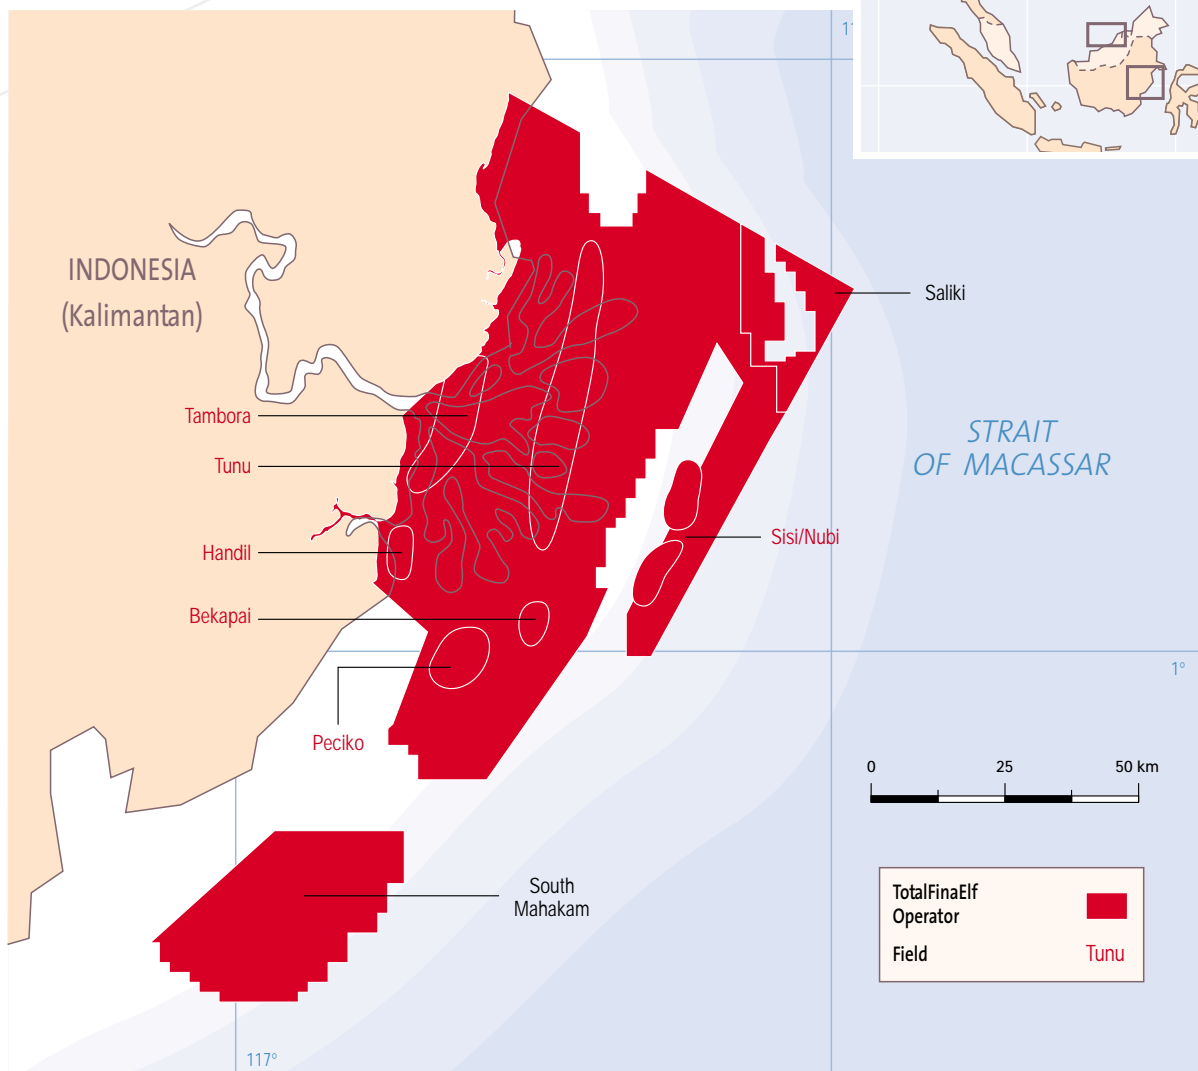 INDONESIA
(Kalimantan)
Saliki
STRAIT
OF MACASSAR
Tambora
Tunu
Handil
Sisi/Nubi
Bekapai
1°
Peciko
0 25 50 km
South
Mahakam
TotalFinaElf
Operator
Field Tunu
117°